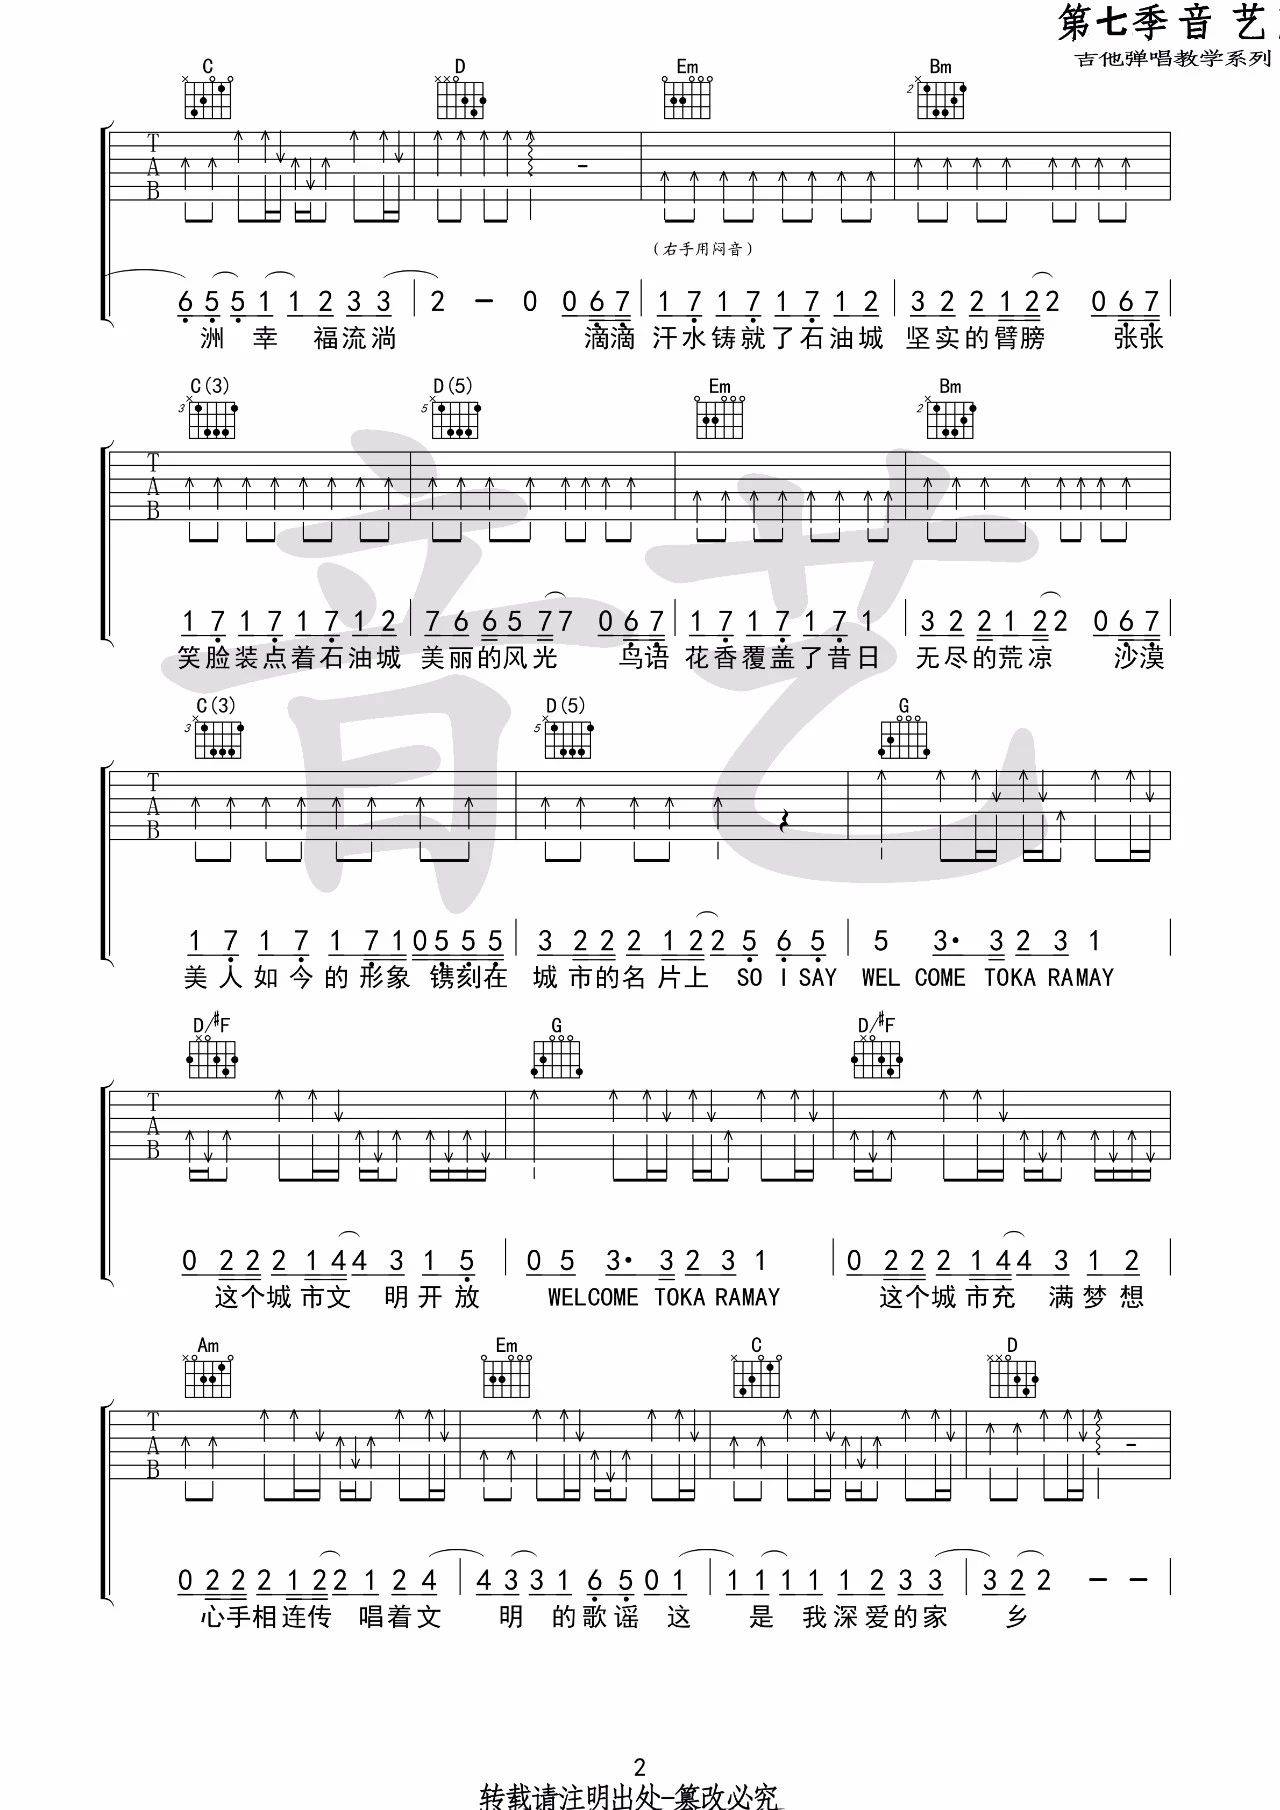 第七季音艺
吉他弹唱教学系列
C D Em Bm
2
T
A
B
(右手用闷音)
6 5 5 1 1 2 3 3 3 2 - 0 0 6 7 1 7 1 7 1 7 1 2 3 2 2 1 2 2 0 6 7
洲 幸 福流淌 滴滴 汗水铸就了石油城 坚实的臂膀 张张
C(3) D(5) Em Bm
3 5 2
T
A
B
1 7 1 7 1 7 1 2 7 6 6 5 7 7 0 6 7 1 7 1 7 1 7 1 3 2 2 1 2 2 0 6 7
笑脸装点着石油城 美丽的风光 鸟语 花香覆盖了昔日 无尽的荒凉 沙漠
C(3) D(5) G
3 5
T
A
B
1 7 1 7 1 7 1 0 5 5 5 3 2 2 2 1 2 2 5 6 5 5 3· 3 2 3 1
美人如今的形象 镌刻在 城市的名片上 SO I SAY WEL COME TOKA RAMAY
D/#F G D/#F
T
A
B
0 2 2 2 1 4 4 3 1 5 0 5 3· 3 2 3 1 0 2 2 2 1 4 4 3 1 2
这个城市文 明开放 WELCOME TOKA RAMAY 这个城市充 满梦想
Am Em C D
T
A
B
0 2 2 2 1 2 2 1 2 4 4 3 3 1 6 5 0 1 1 1 1 1 1 2 3 3 3 2 2 - -
心手相连传 唱着文 明 的歌谣 这 是 我深爱的家 乡
2
转载请注明出处-篡改必究